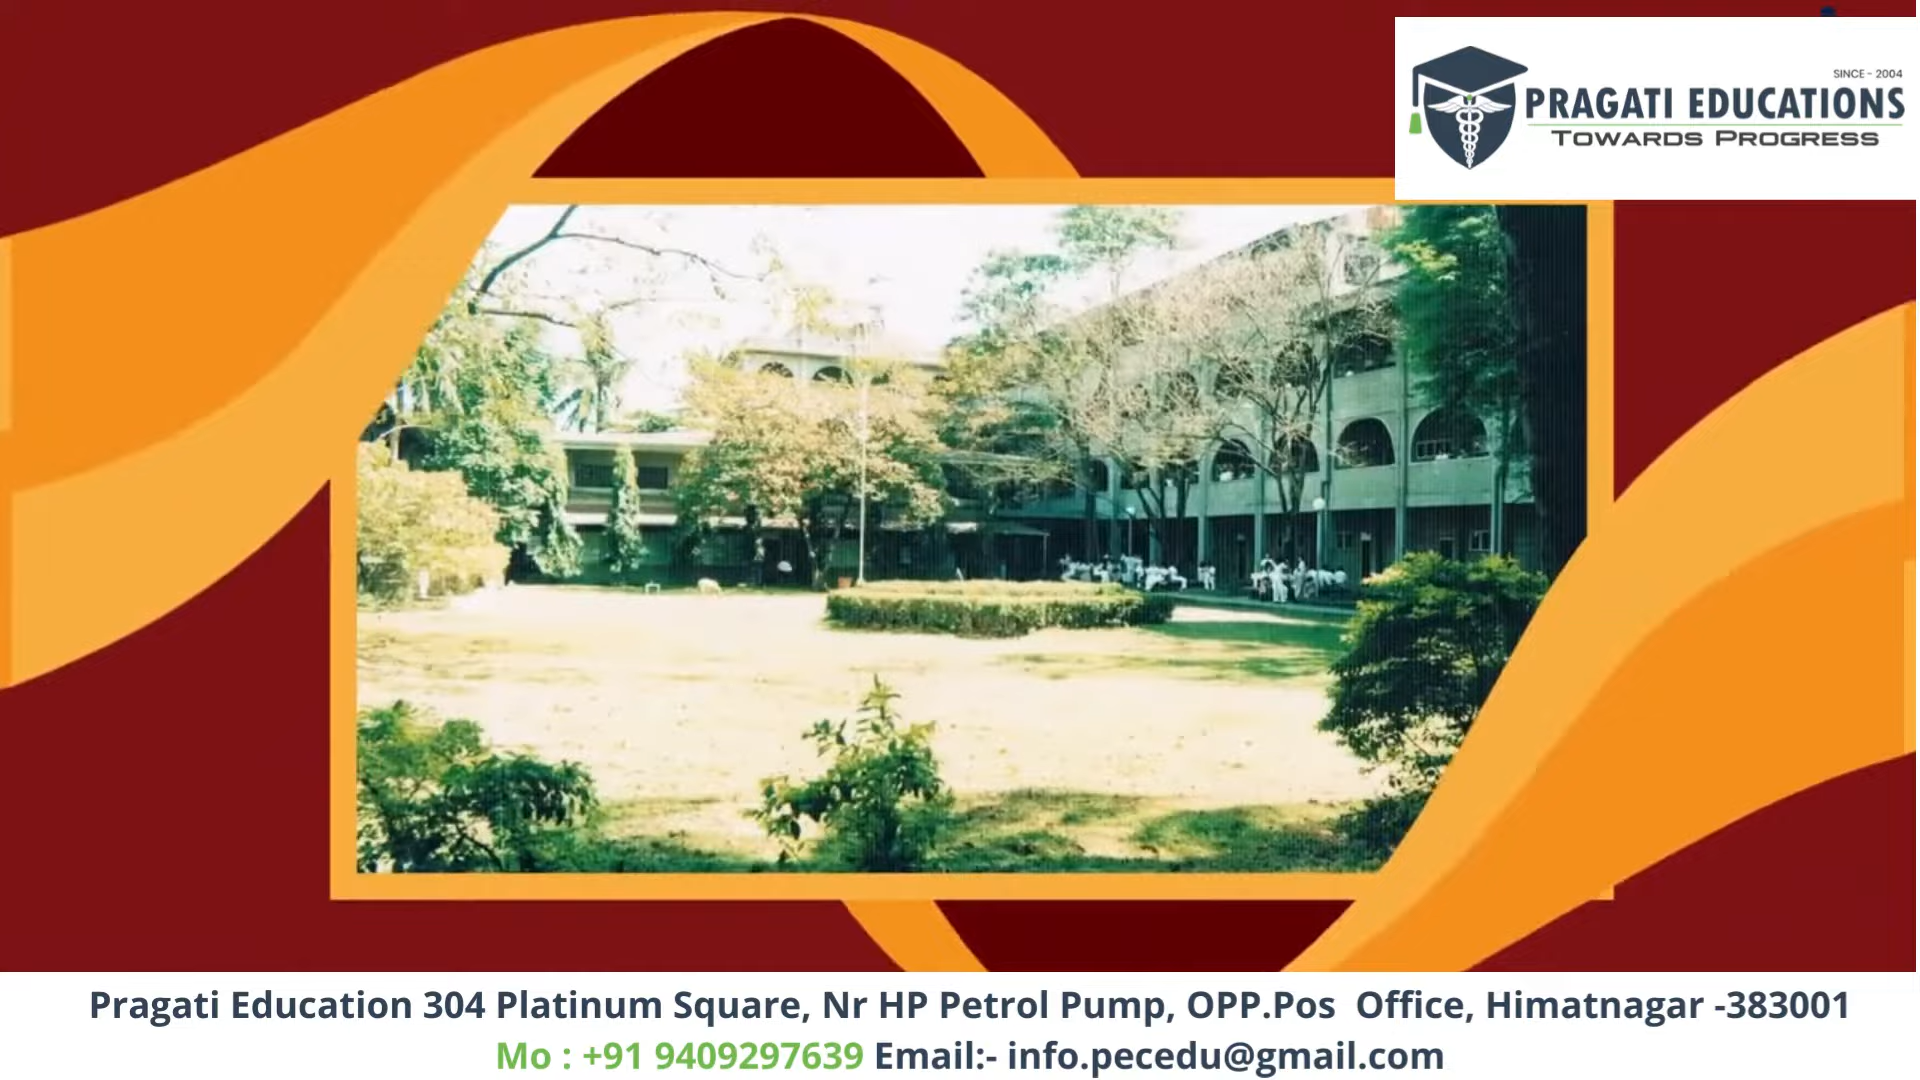 SINCE - 2004
PRAGATI EDUCATIONS
TOWARDS PROGRESS
Pragati Education 304 Platinum Square, Nr HP Petrol Pump, OPP.Pos  Office, Himatnagar -383001
Mo : +91 9409297639 Email:- info.pecedu@gmail.com